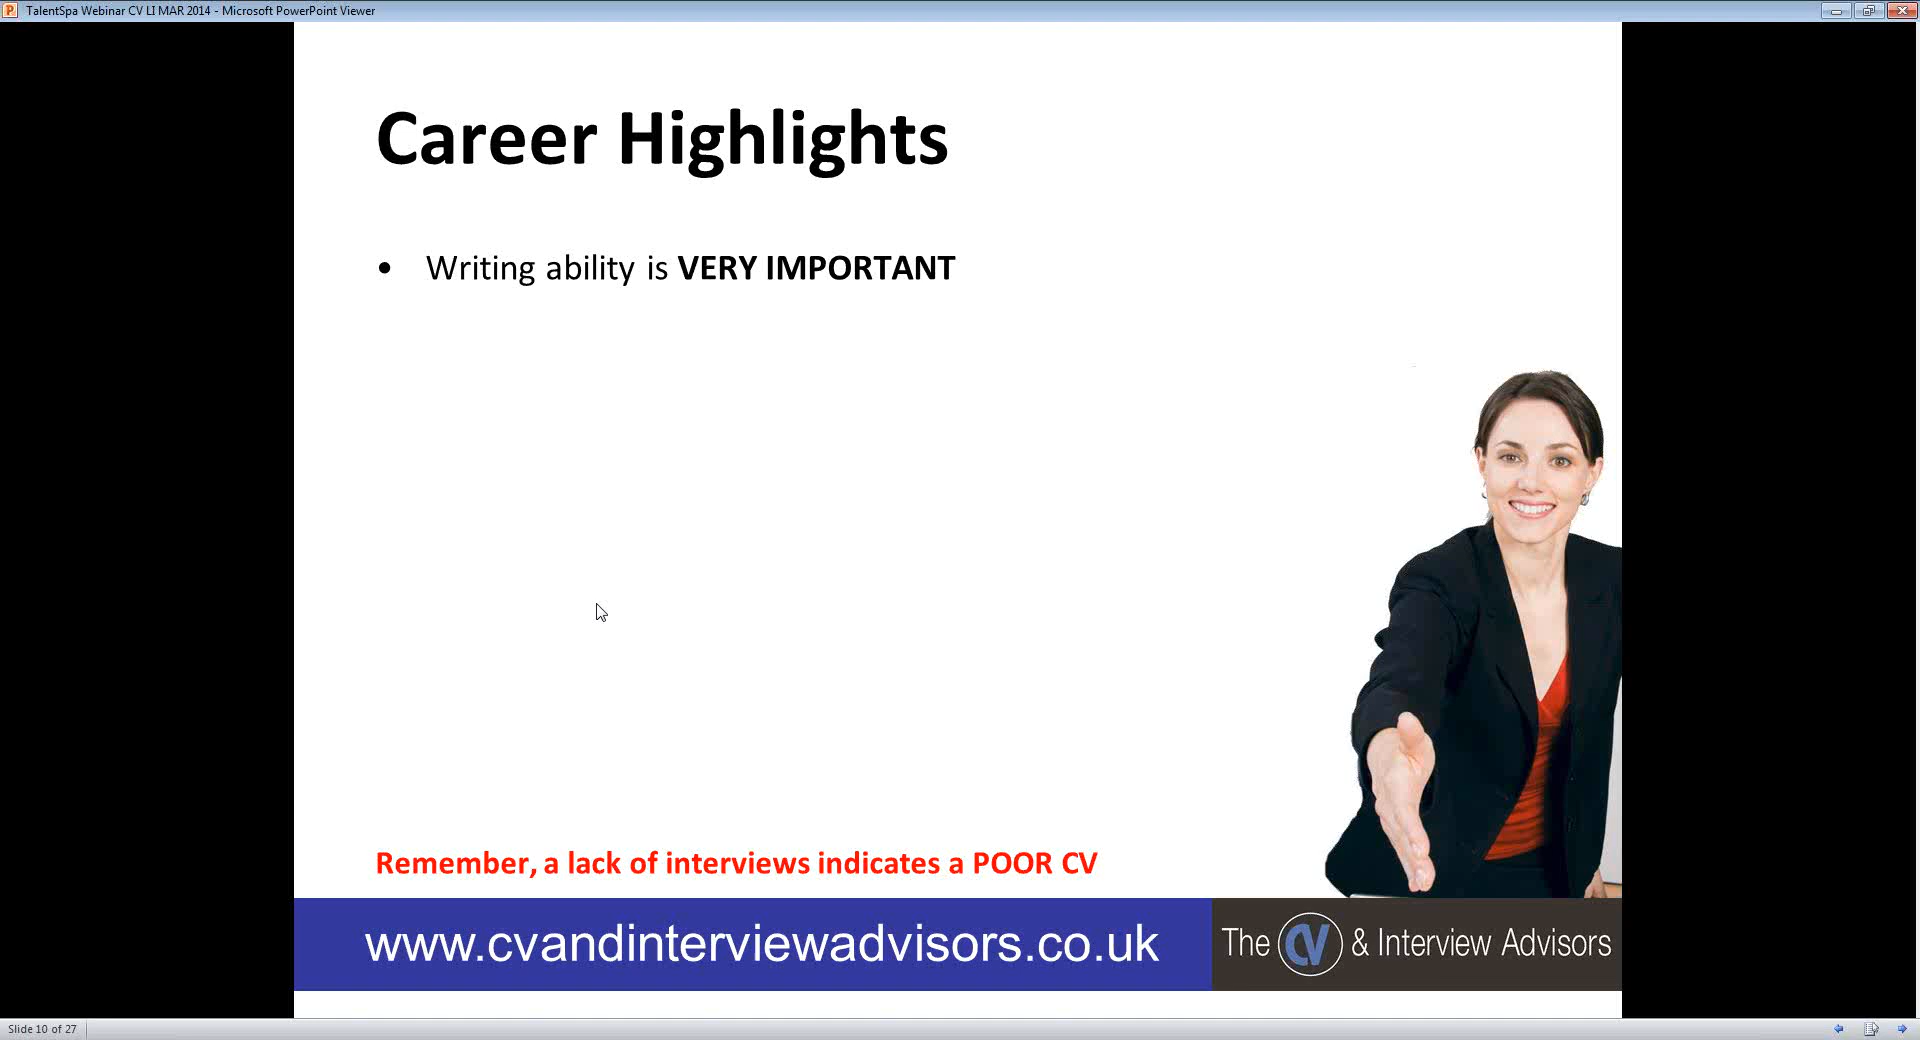 TalentSpa Webinar CV LI MAR 2014 - Microsoft PowerPoint Viewer
Career Highlights
• Writing ability is VERY IMPORTANT
Remember, a lack of interviews indicates a POOR CV
www.cvandinterviewadvisors.co.uk
The CV & Interview Advisors
Slide 10 of 27